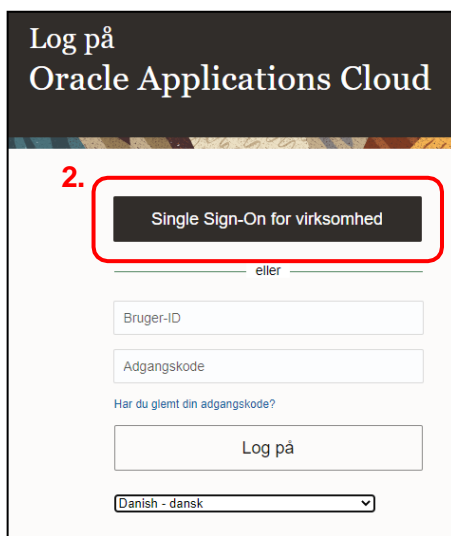 Log på
Oracle Applications Cloud
2.
Single Sign-On for virksomhed
eller
Bruger-ID
Adgangskode
Har du glemt din adgangskode?
Log på
Danish - dansk